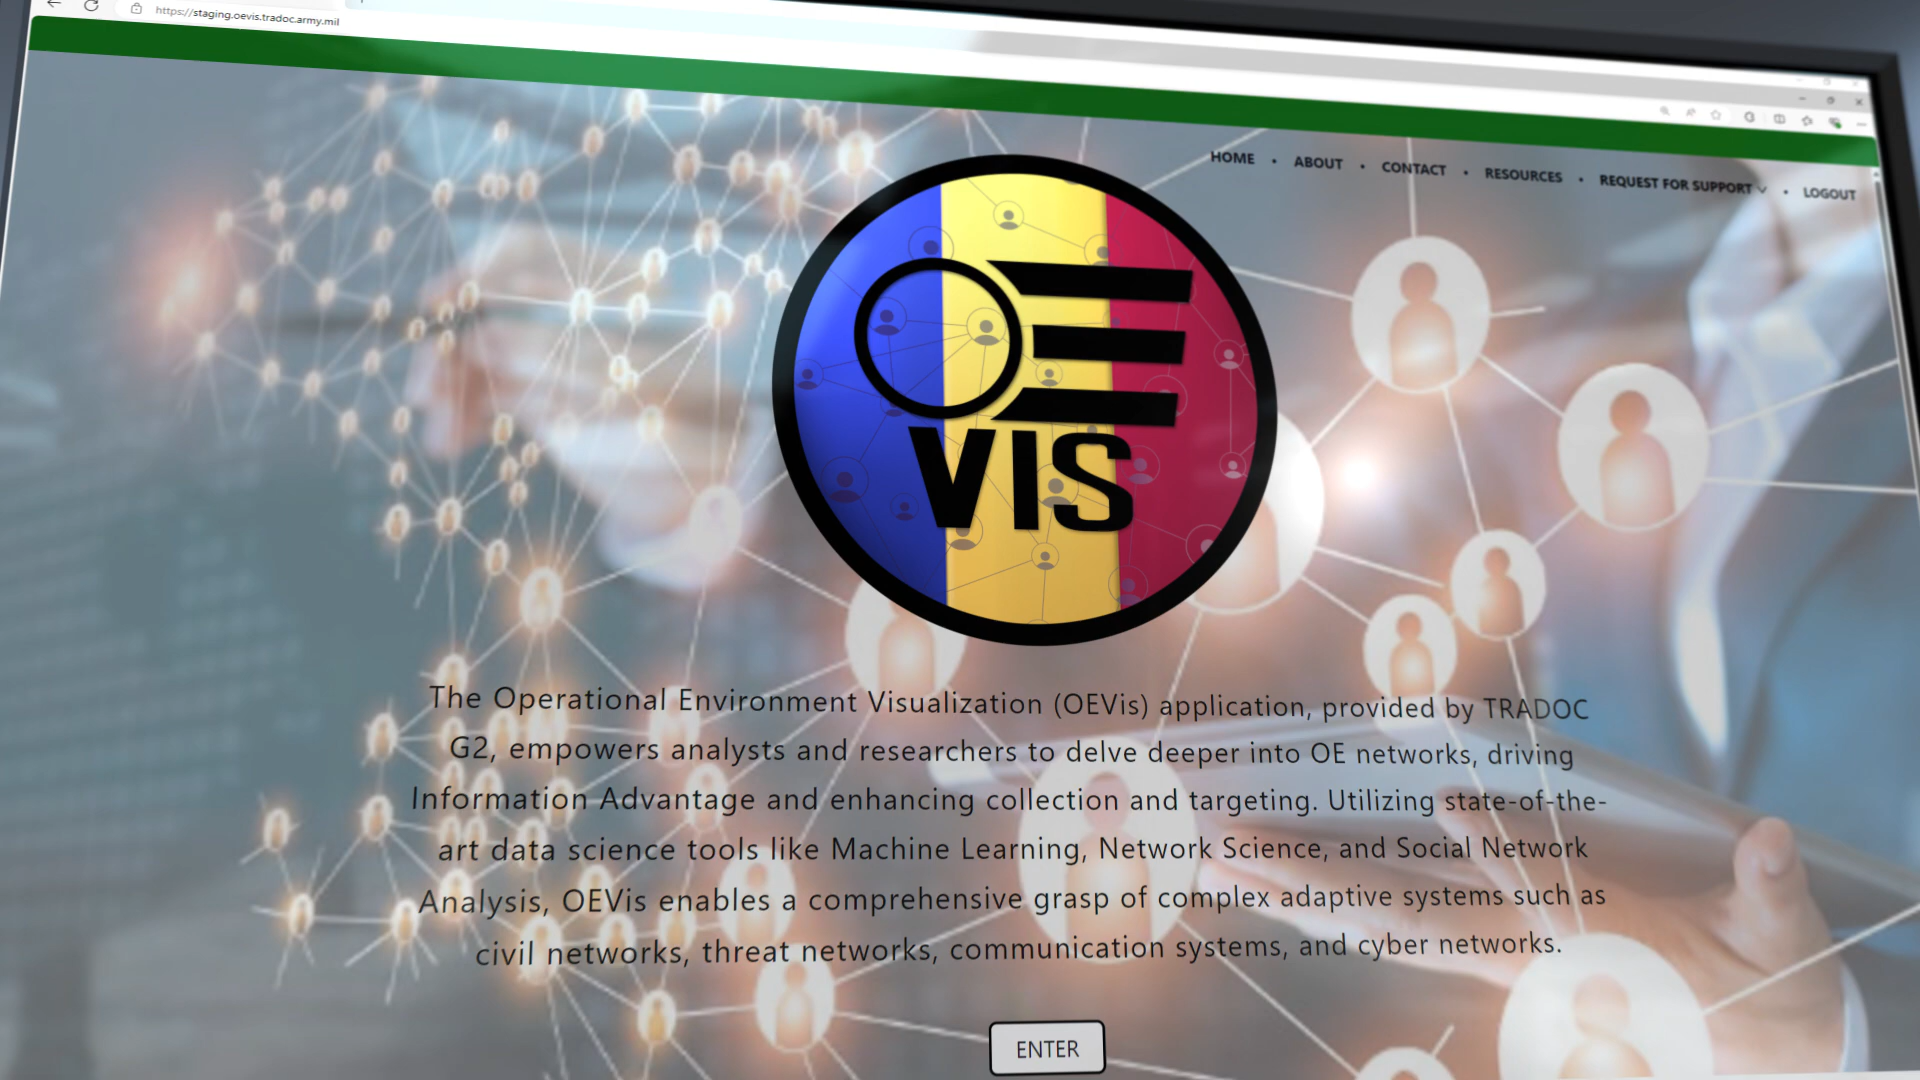 https://staging.oevis.tradoc.army.mil
HOME • ABOUT • CONTACT • RESOURCES • REQUEST FOR SUPPORT • LOGOUT
OE
VIS
The Operational Environment Visualization (OEVis) application, provided by TRADOC
G2, empowers analysts and researchers to delve deeper into OE networks, driving
Information Advantage and enhancing collection and targeting. Utilizing state-of-the-
art data science tools like Machine Learning, Network Science, and Social Network
Analysis, OEVis enables a comprehensive grasp of complex adaptive systems such as
civil networks, threat networks, communication systems, and cyber networks.
ENTER